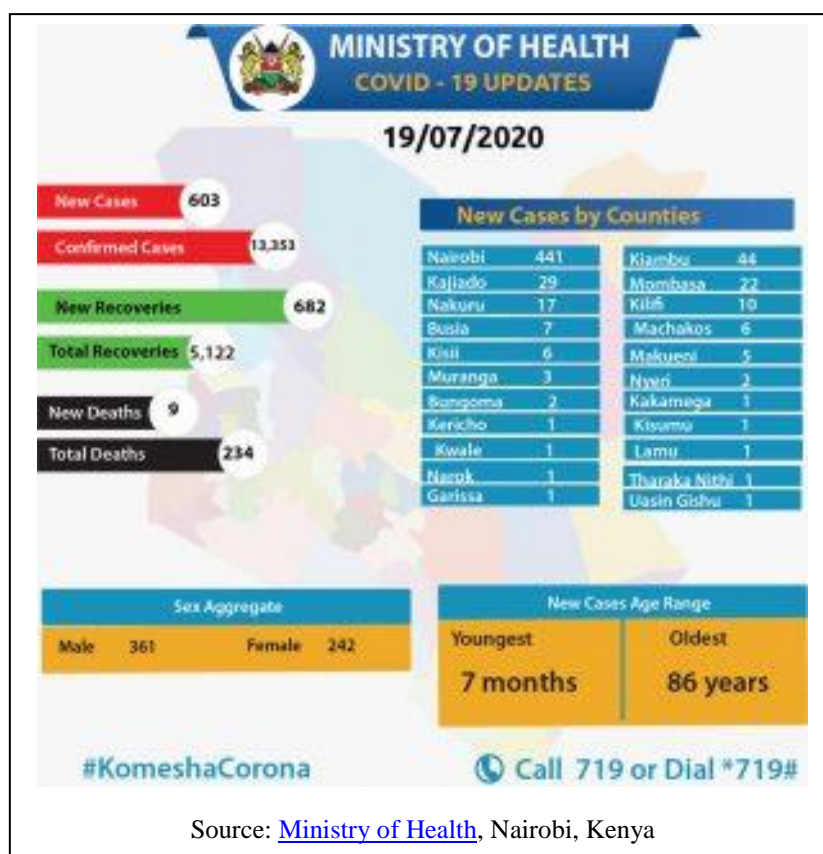 MINISTRY OF HEALTH
COVID - 19 UPDATES
19/07/2020
New Cases 603
Confirmed Cases 13,353
New Recoveries 682
Total Recoveries 5,122
New Deaths 9
Total Deaths 234
New Cases by Counties
Nairobi 441
Kajiado 29
Nakuru 17
Busia 7
Kisii 6
Muranga 3
Bungoma 2
Kericho 1
Kwale 1
Narok 1
Garissa 1
Kiambu 44
Mombasa 22
Kilifi 10
Machakos 6
Makueni 5
Nyeri 2
Kakamega 1
Kisumu 1
Lamu 1
Tharaka Nithi 1
Uasin Gishu 1
Sex Aggregate
Male 361 Female 242
New Cases Age Range
Youngest Oldest
7 months 86 years
#KomeshaCorona
Call 719 or Dial *719#
Source: Ministry of Health, Nairobi, Kenya